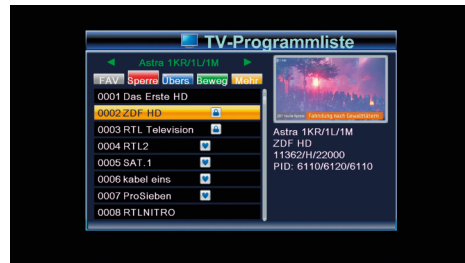 TV-Programmliste
Astra 1KR/1L/1M
FAV Sperre Übers Beweg Mehr
0001 Das Erste HD
0002 ZDF HD
0003 RTL Television
0004 RTL2
0005 SAT.1
0006 kabel eins
0007 ProSieben
0008 RTLNITRO
Fahndung nach Gewalttätern
Astra 1KR/1L/1M
ZDF HD
11362/H/22000
PID: 6110/6120/6110